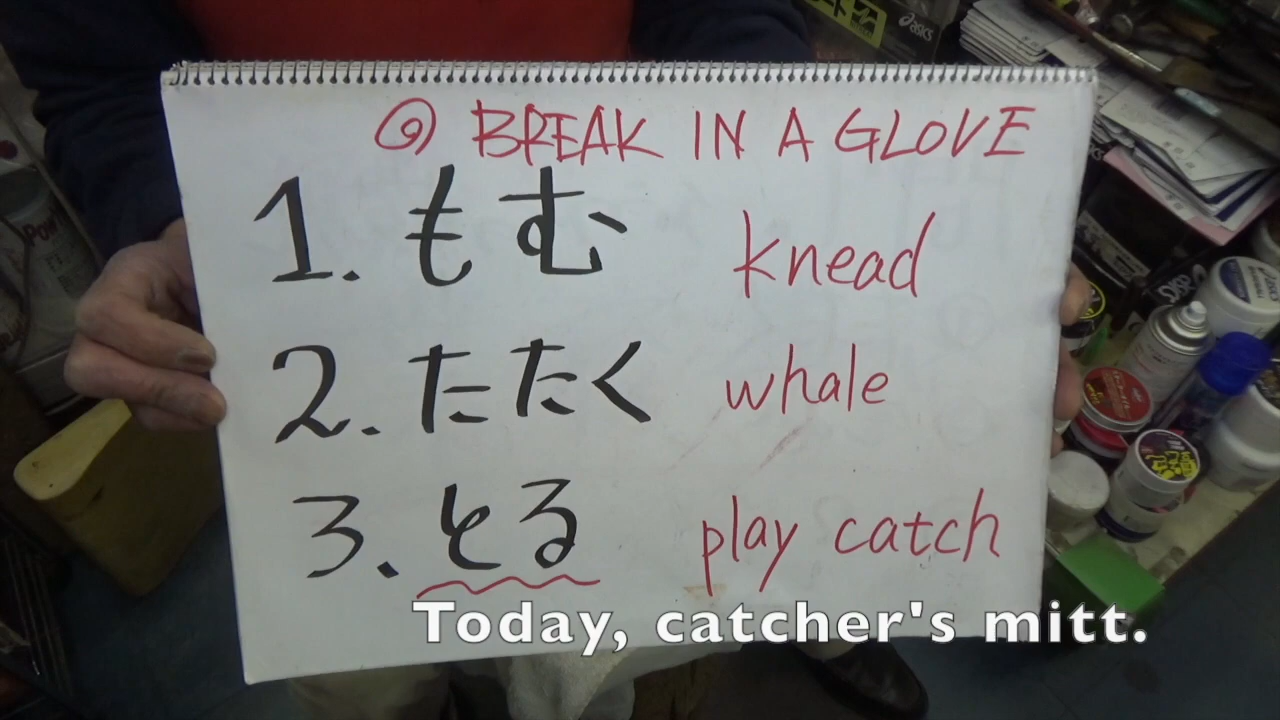 ◎ BREAK IN A GLOVE
1. もむ knead
2. たたく whale
3. とる play catch
Today, catcher's mitt.
asics